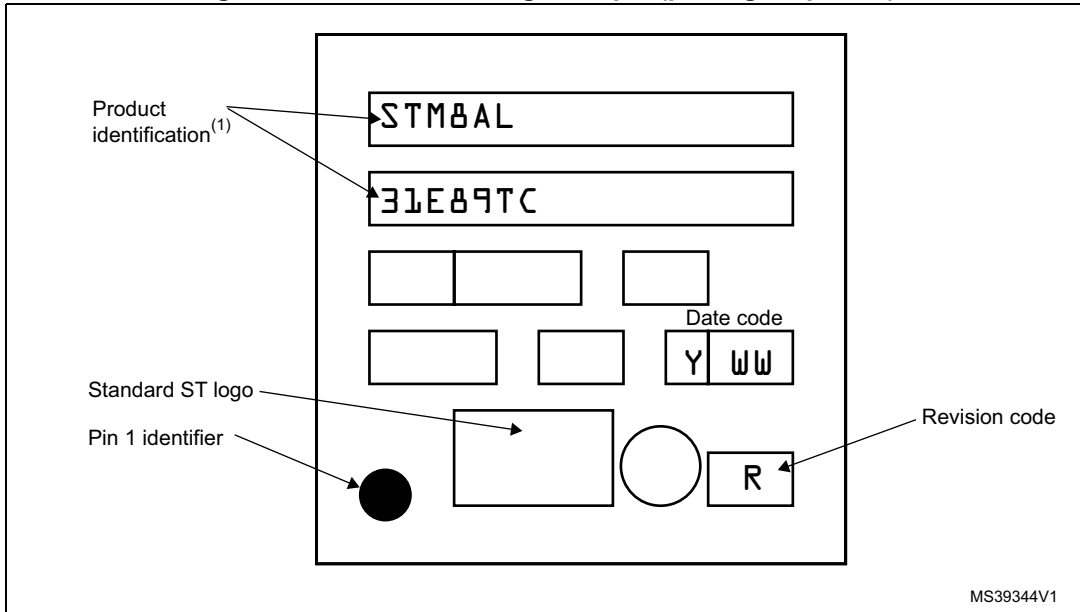 STM8AL
Product
identification(1)
31E89TC
Date code
Y WW
Standard ST logo
Revision code
Pin 1 identifier
R
MS39344V1